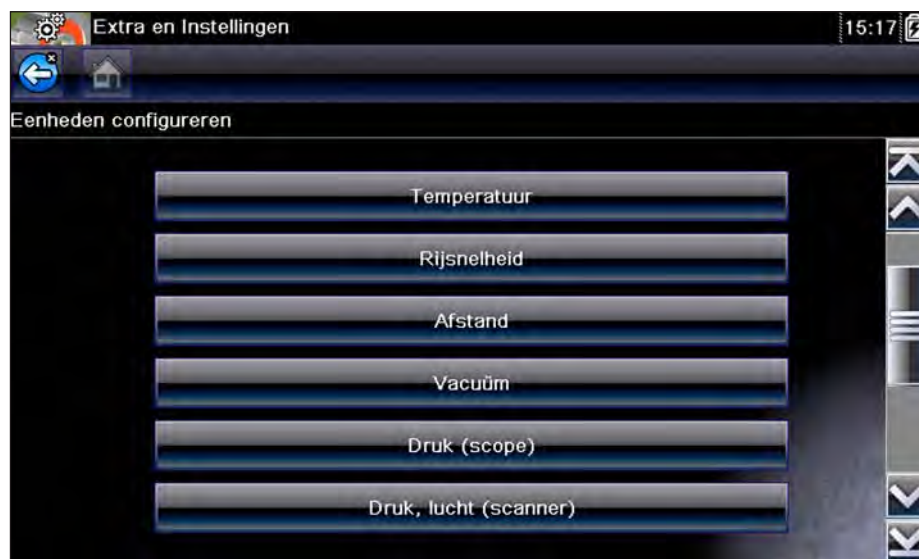 Extra en Instellingen 15:17
Eenheden configureren
Temperatuur
Rijsnelheid
Afstand
Vacuüm
Druk (scope)
Druk, lucht (scanner)